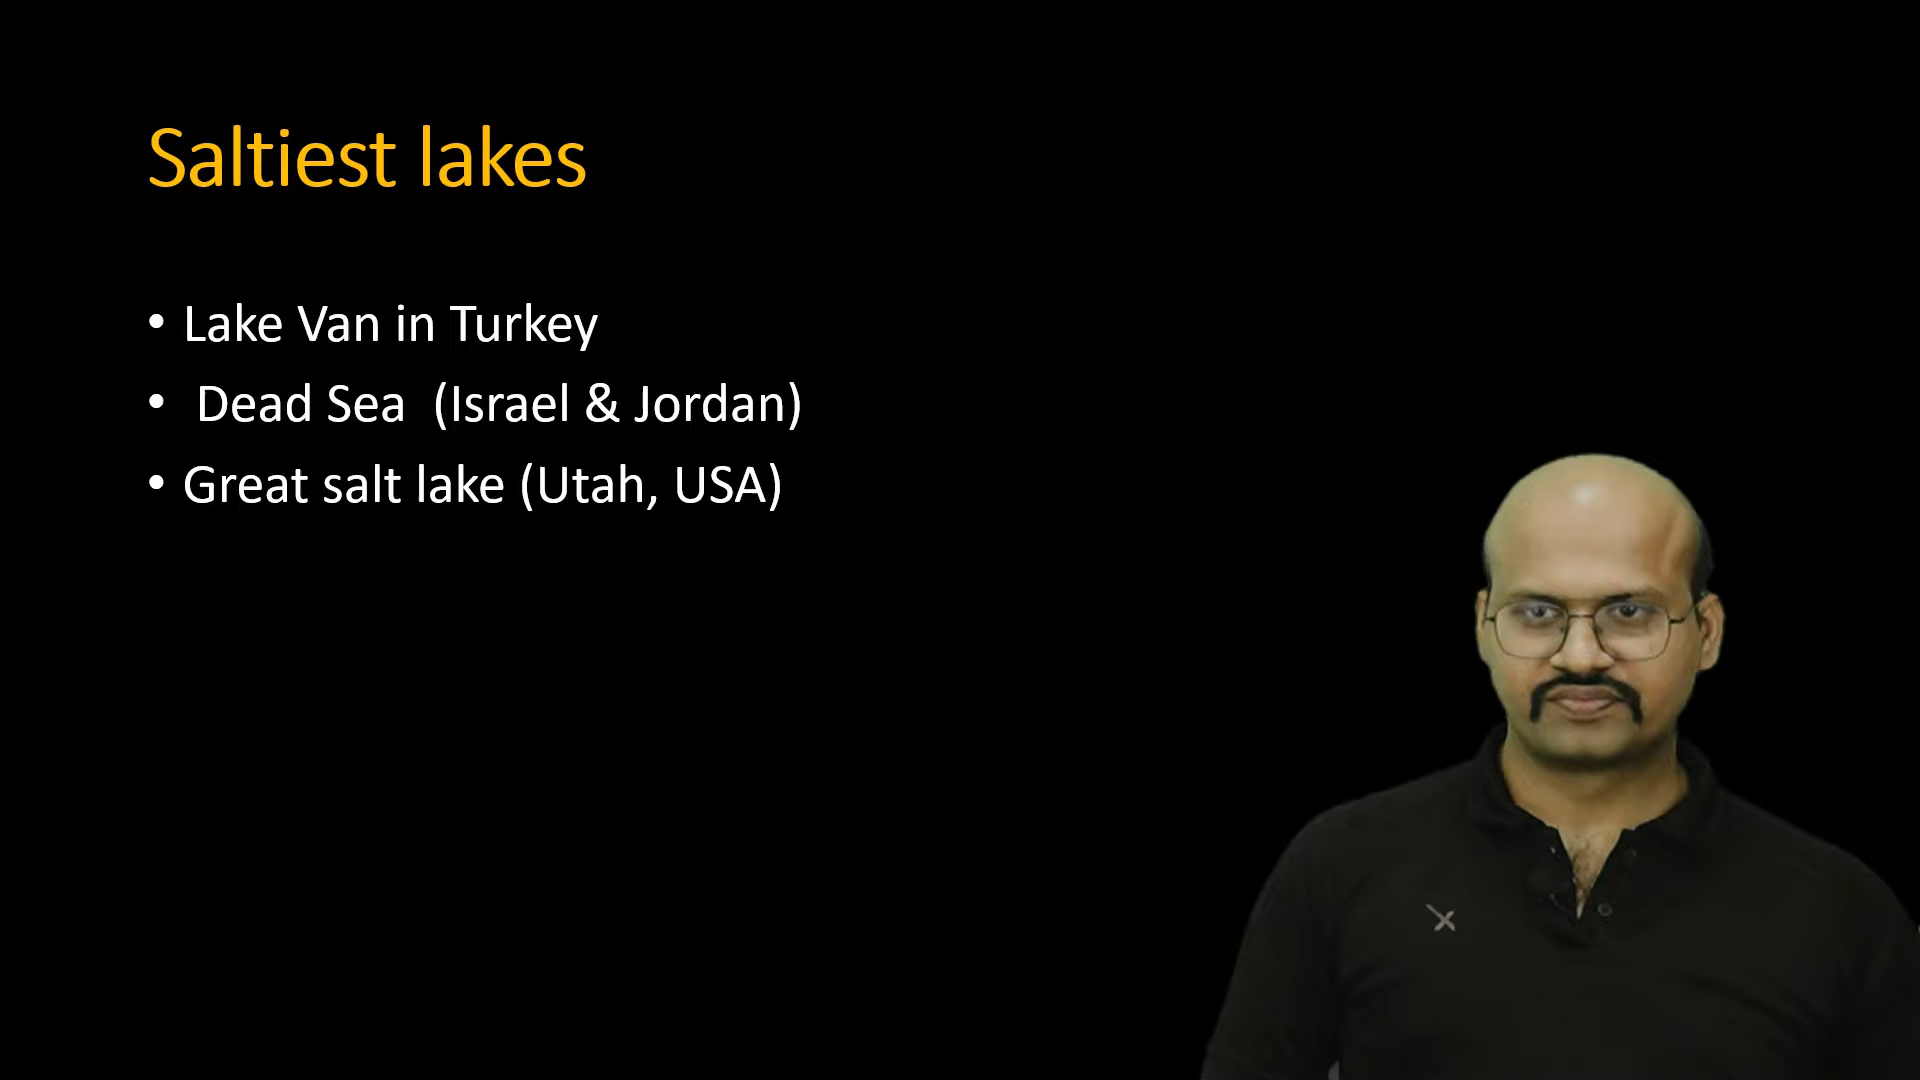 Saltiest lakes
• Lake Van in Turkey
• Dead Sea (Israel & Jordan)
• Great salt lake (Utah, USA)